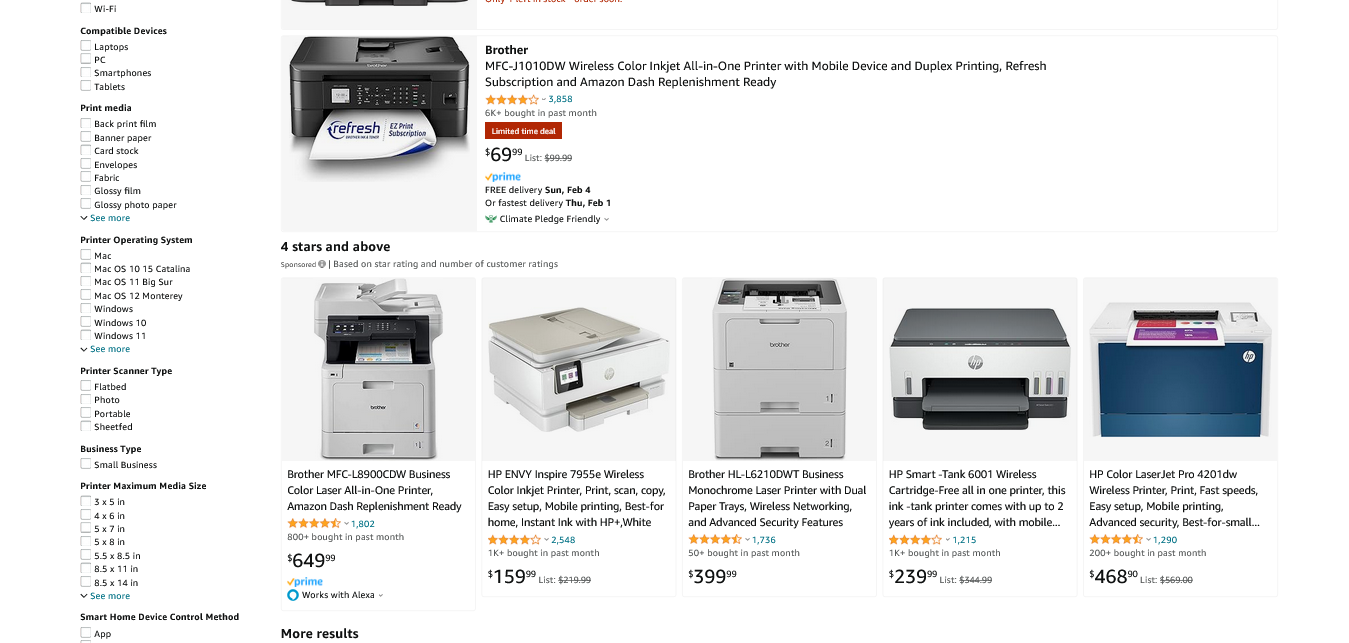 Wi-Fi
Compatible Devices
Laptops
PC
Smartphones
Tablets
Print media
Back print film
Banner paper
Card stock
Envelopes
Fabric
Glossy film
Glossy photo paper
See more
Printer Operating System
Mac
Mac OS 10 15 Catalina
Mac OS 11 Big Sur
Mac OS 12 Monterey
Windows
Windows 10
Windows 11
See more
Printer Scanner Type
Flatbed
Photo
Portable
Sheetfed
Business Type
Small Business
Printer Maximum Media Size
3 x 5 in
4 x 6 in
5 x 7 in
5 x 8 in
5.5 x 8.5 in
8.5 x 11 in
8.5 x 14 in
See more
Smart Home Device Control Method
App
brother
refresh
EZ Print
Subscription
Brother
MFC-J1010DW Wireless Color Inkjet All-in-One Printer with Mobile Device and Duplex Printing, Refresh
Subscription and Amazon Dash Replenishment Ready
3,858
6K+ bought in past month
Limited time deal
$69.99 List: $99.99
prime
FREE delivery Sun, Feb 4
Or fastest delivery Thu, Feb 1
Climate Pledge Friendly
4 stars and above
Sponsored | Based on star rating and number of customer ratings
brother
Brother MFC-L8900CDW Business
Color Laser All-in-One Printer,
Amazon Dash Replenishment Ready
1,802
800+ bought in past month
$649.99
prime
Works with Alexa
hp
HP ENVY Inspire 7955e Wireless
Color Inkjet Printer, Print, scan, copy,
Easy setup, Mobile printing, Best-for
home, Instant Ink with HP+,White
2,548
1K+ bought in past month
$159.99 List: $219.99
brother
1
2
Brother HL-L6210DWT Business
Monochrome Laser Printer with Dual
Paper Trays, Wireless Networking,
and Advanced Security Features
1,736
50+ bought in past month
$399.99
hp
HP Smart -Tank 6001 Wireless
Cartridge-Free all in one printer, this
ink -tank printer comes with up to 2
years of ink included, with mobile...
1,215
1K+ bought in past month
$239.99 List: $344.99
hp
HP Color LaserJet Pro 4201dw
Wireless Printer, Print, Fast speeds,
Easy setup, Mobile printing,
Advanced security, Best-for-small...
1,290
200+ bought in past month
$468.90 List: $569.00
More results